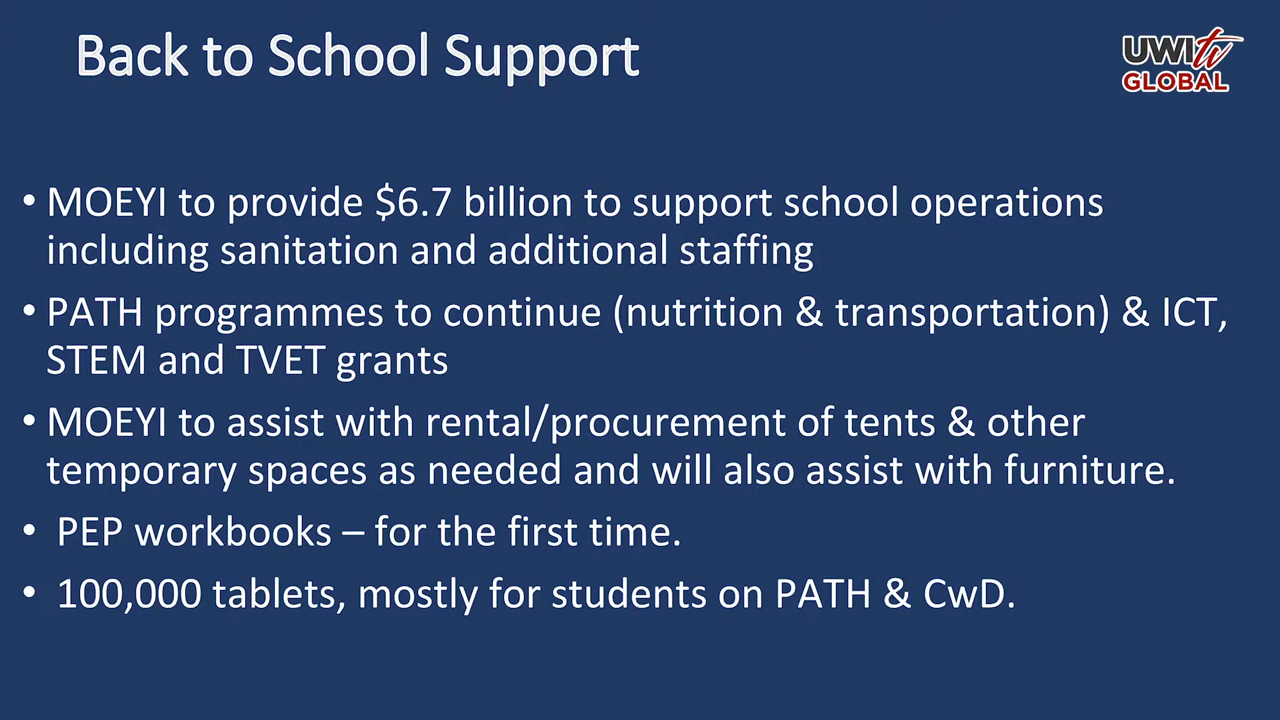 Back to School Support
UWItv
GLOBAL
• MOEYI to provide $6.7 billion to support school operations
including sanitation and additional staffing
• PATH programmes to continue (nutrition & transportation) & ICT,
STEM and TVET grants
• MOEYI to assist with rental/procurement of tents & other
temporary spaces as needed and will also assist with furniture.
• PEP workbooks – for the first time.
• 100,000 tablets, mostly for students on PATH & CwD.